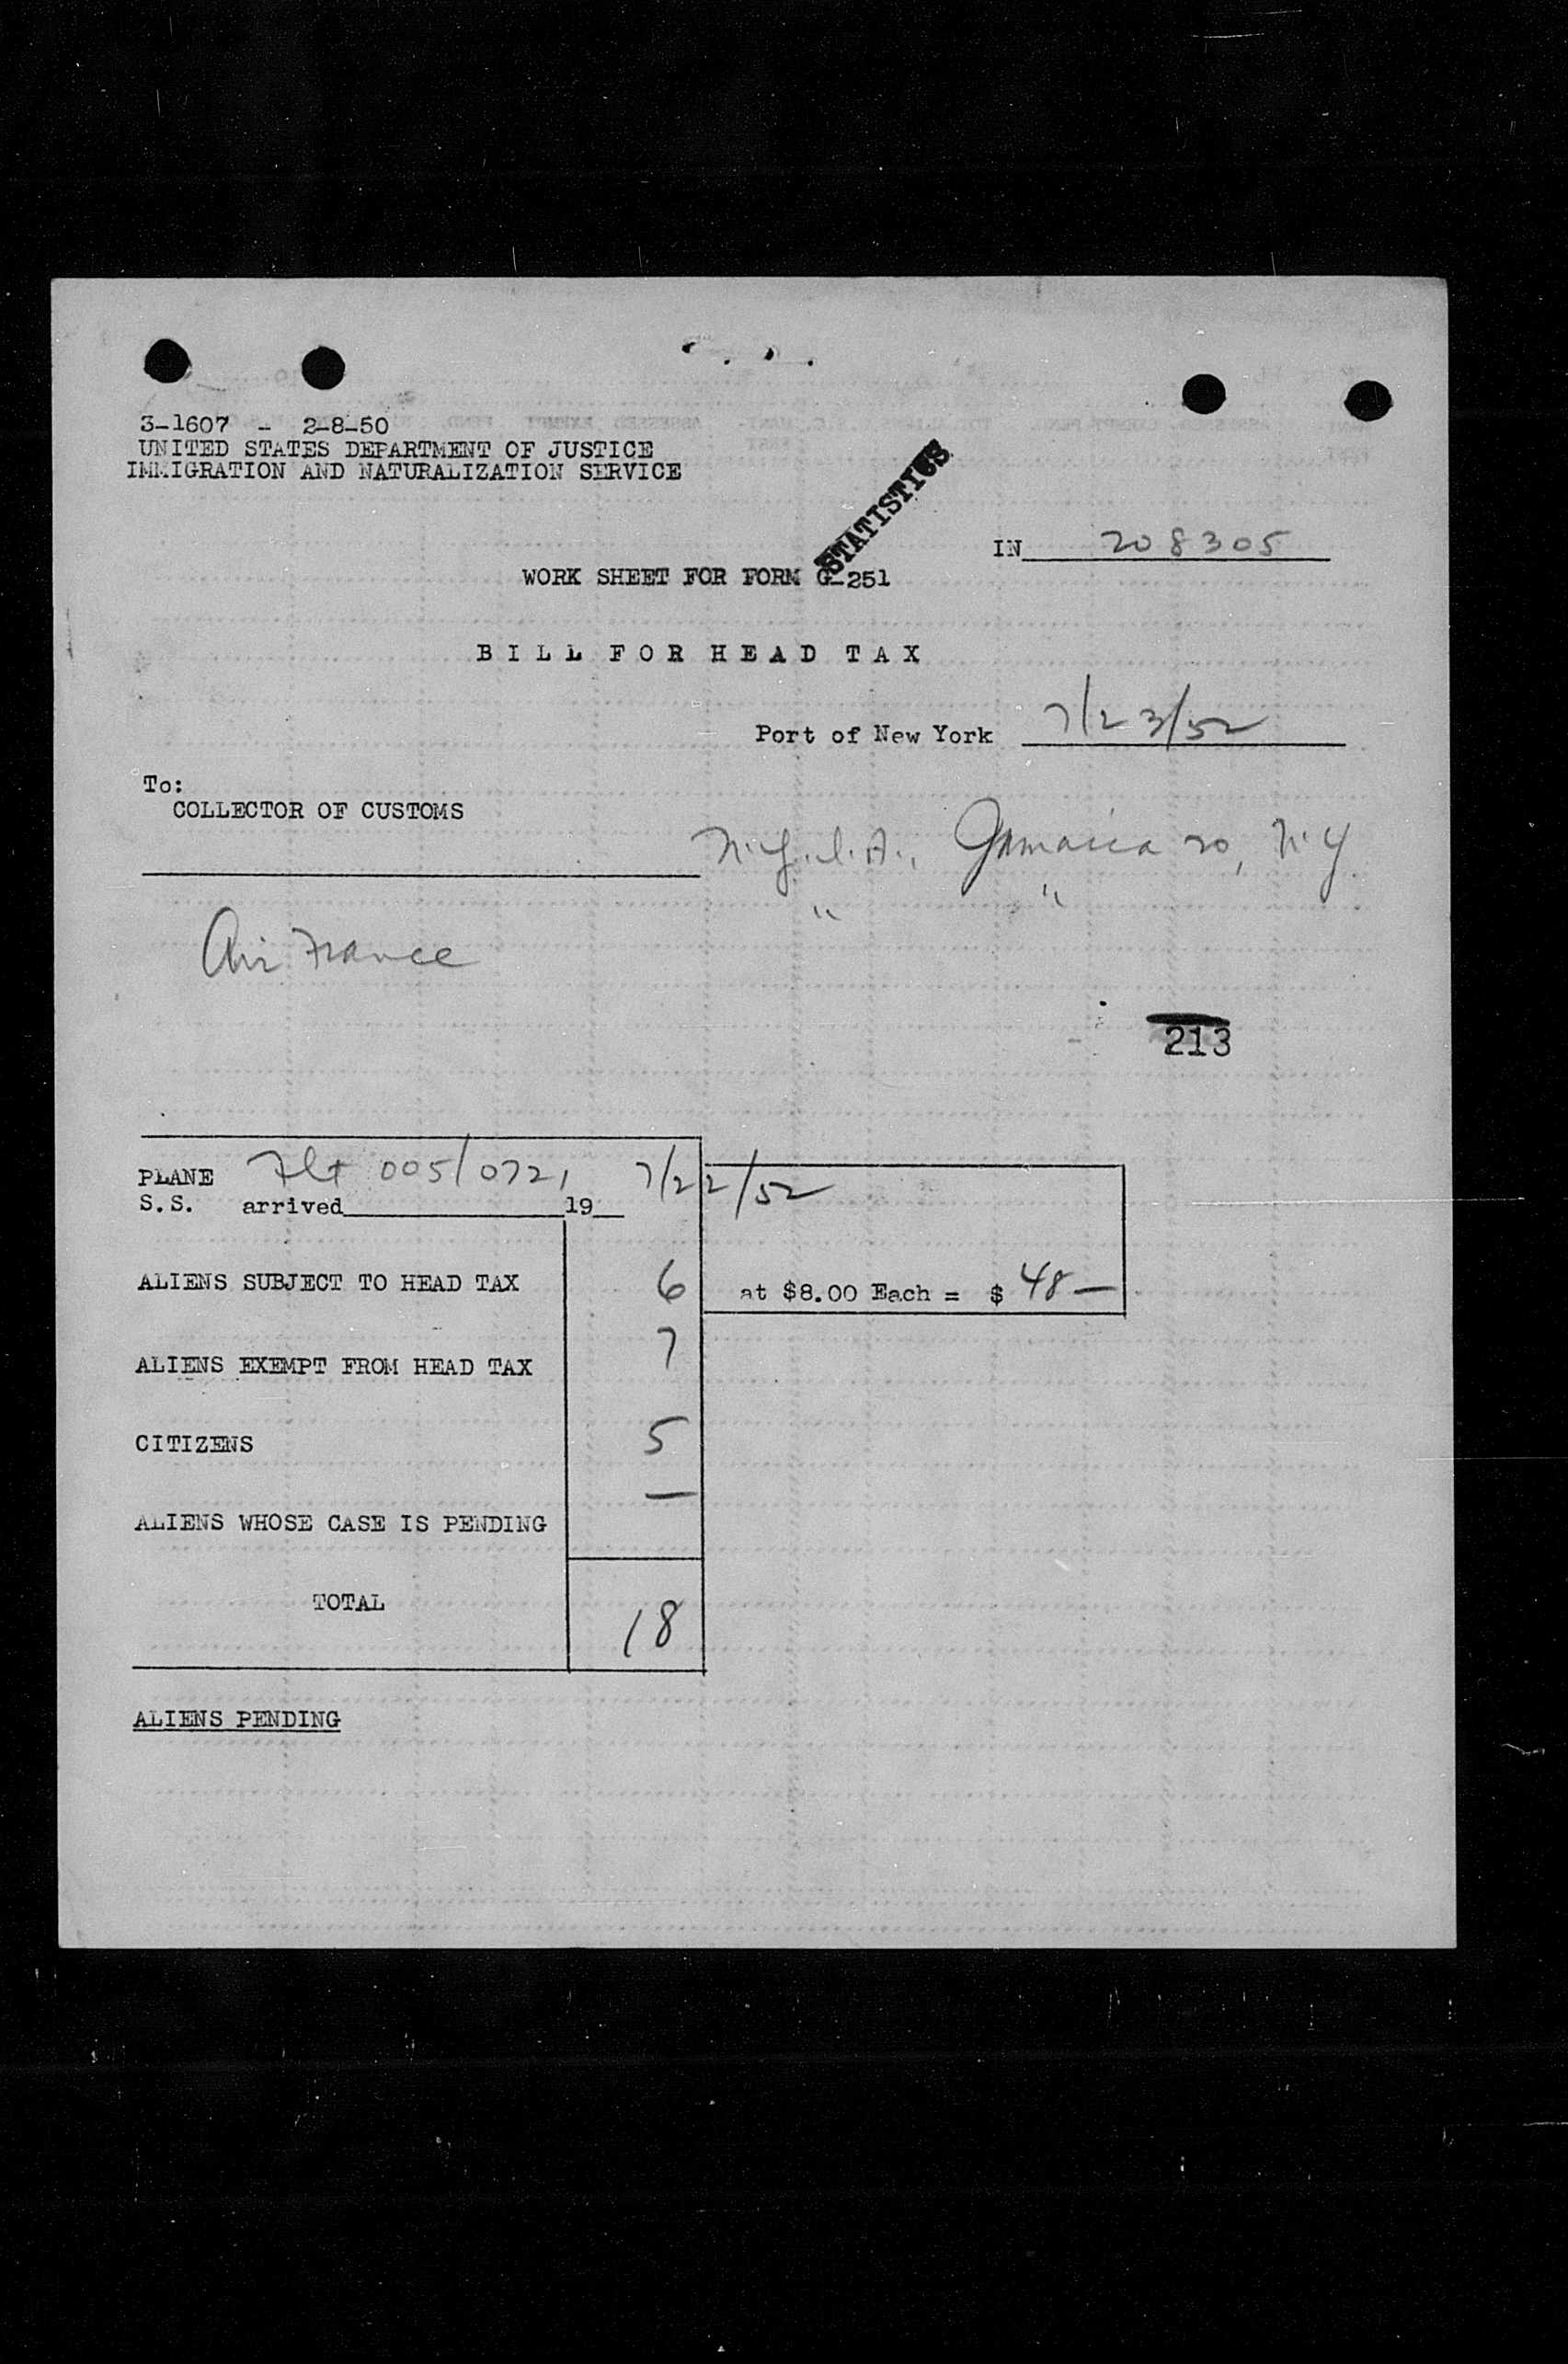 3-1607 - 2-8-50
UNITED STATES DEPARTMENT OF JUSTICE
IMMIGRATION AND NATURALIZATION SERVICE
STATISTICS
IN 208305
WORK SHEET FOR FORM G-251
BILL FOR HEAD TAX
Port of New York 7/23/52
To:
COLLECTOR OF CUSTOMS
N.Y.I.A., Jamaica 20, N.Y.
" "
Air France
213
PLANE Flt 005/0721 7/22/52
S.S. arrived 19
ALIENS SUBJECT TO HEAD TAX 6 at $8.00 Each = $ 48 —
ALIENS EXEMPT FROM HEAD TAX 7
CITIZENS 5
ALIENS WHOSE CASE IS PENDING —
TOTAL 18
ALIENS PENDING